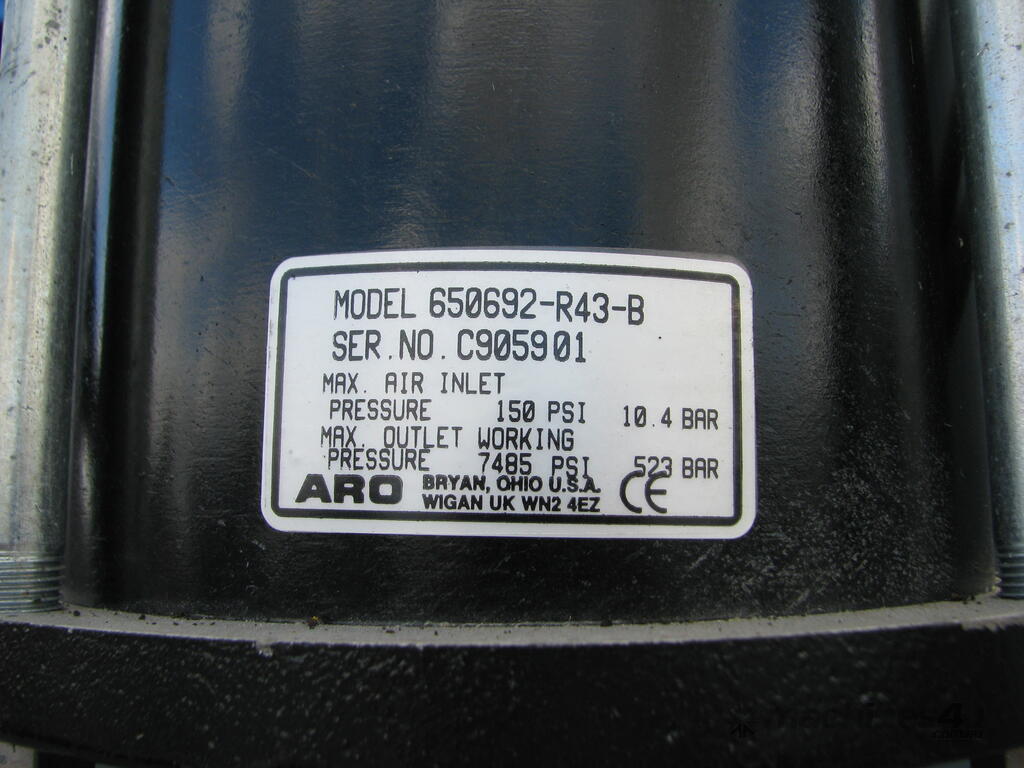 MODEL 650692-R43-B
SER.NO. C905901
MAX. AIR INLET
PRESSURE 150 PSI 10.4 BAR
MAX. OUTLET WORKING
PRESSURE 7485 PSI 523 BAR
ARO BRYAN, OHIO U.S.A. CE
WIGAN UK WN2 4EZ